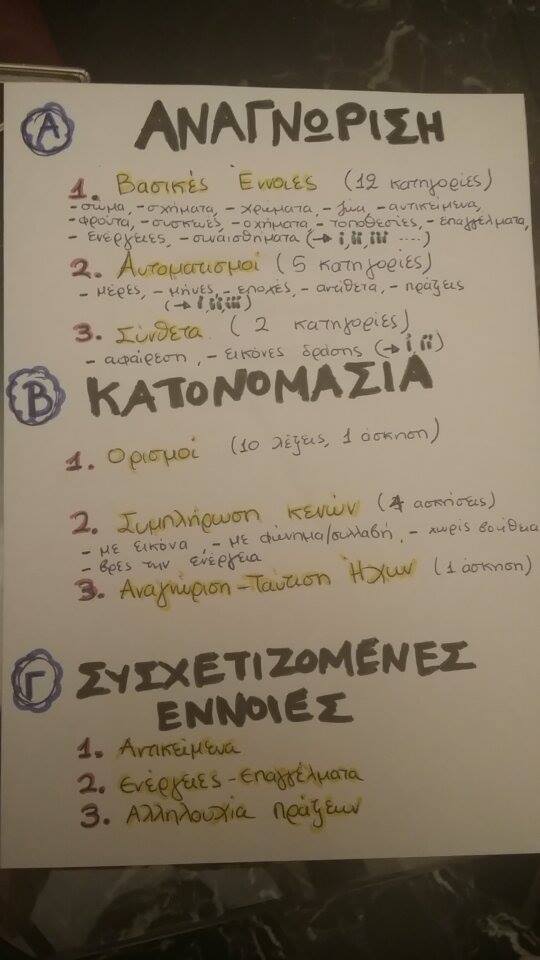 Α ΑΝΑΓΝΩΡΙΣΗ
1. Βασικές Έννοιες (12 κατηγορίες)
- σώμα, - σχήματα, - χρώματα, - ζώα, - αντικείμενα,
- φρούτα, - συσκευές, - οχήματα, - τοποθεσίες, - επαγγέλματα,
- ενέργειες, - συναισθήματα (→ i, ii, iii ....)
2. Αυτοματισμοί (5 κατηγορίες)
- μέρες, - μήνες, - εποχές, - αντίθετα, - πράξεις
(→ i, ii, iii)
3. Σύνθετα (2 κατηγορίες)
- αφαίρεση, - εικόνες δράσης (→ i, ii)
Β ΚΑΤΟΝΟΜΑΣΙΑ
1. Ορισμοί (10 λέξεις, 1 άσκηση)
2. Συμπλήρωση κενών (4 ασκήσεις)
- με εικόνα, - με φώνημα/συλλαβή, - χωρίς βοήθεια
- βρες την ενέργεια
3. Αναγνώριση - Ταύτιση Ήχων (1 άσκηση)
Γ ΣΥΣΧΕΤΙΖΟΜΕΝΕΣ
ΕΝΝΟΙΕΣ
1. Αντικείμενα
2. Ενέργειες - Επαγγέλματα
3. Αλληλουχία Πράξεων